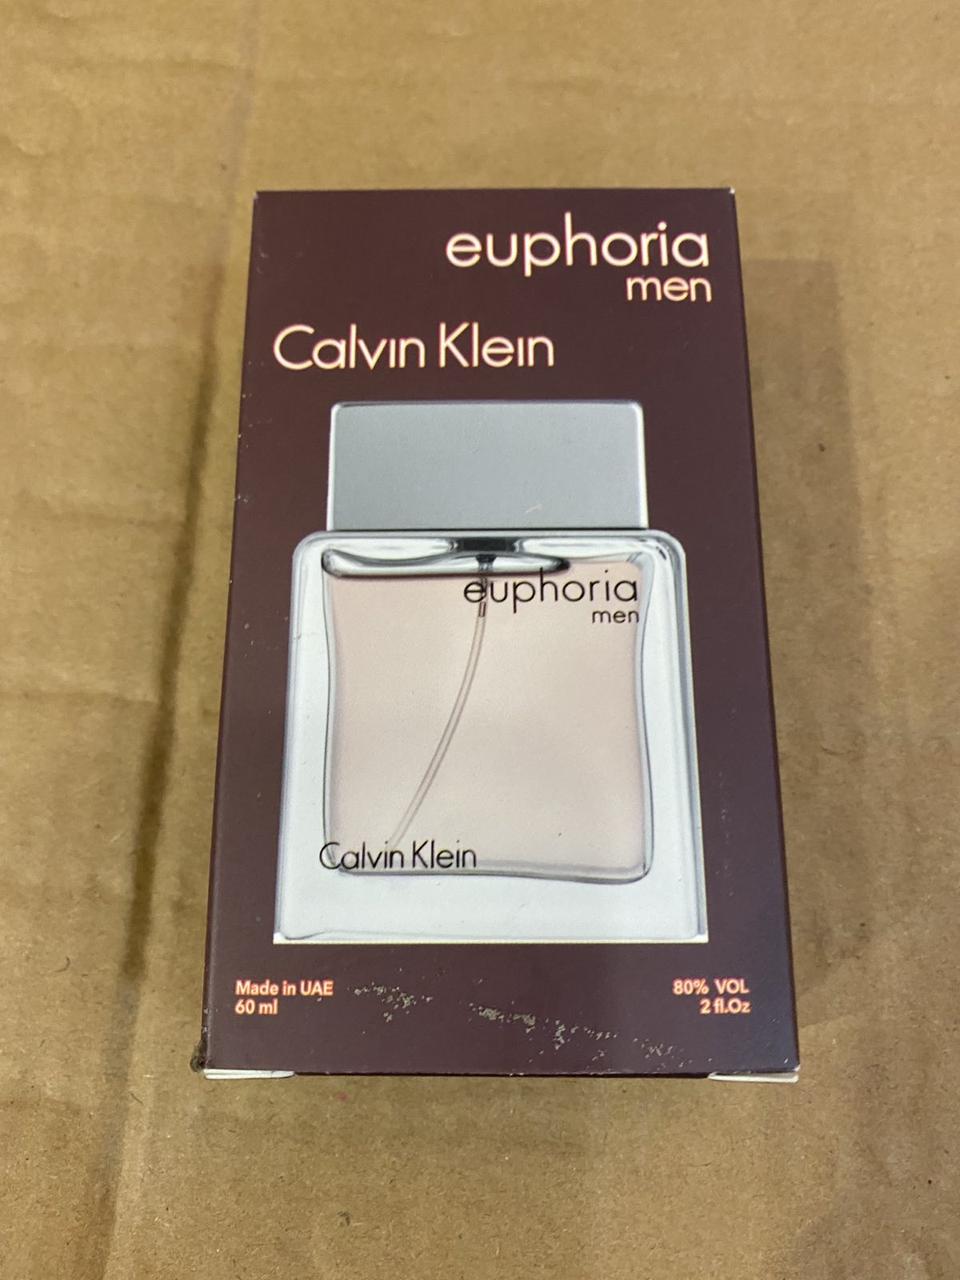 euphoria
men
Calvin Klein
euphoria
men
Calvin Klein
Made in UAE
60 ml
80% VOL
2 fl.Oz